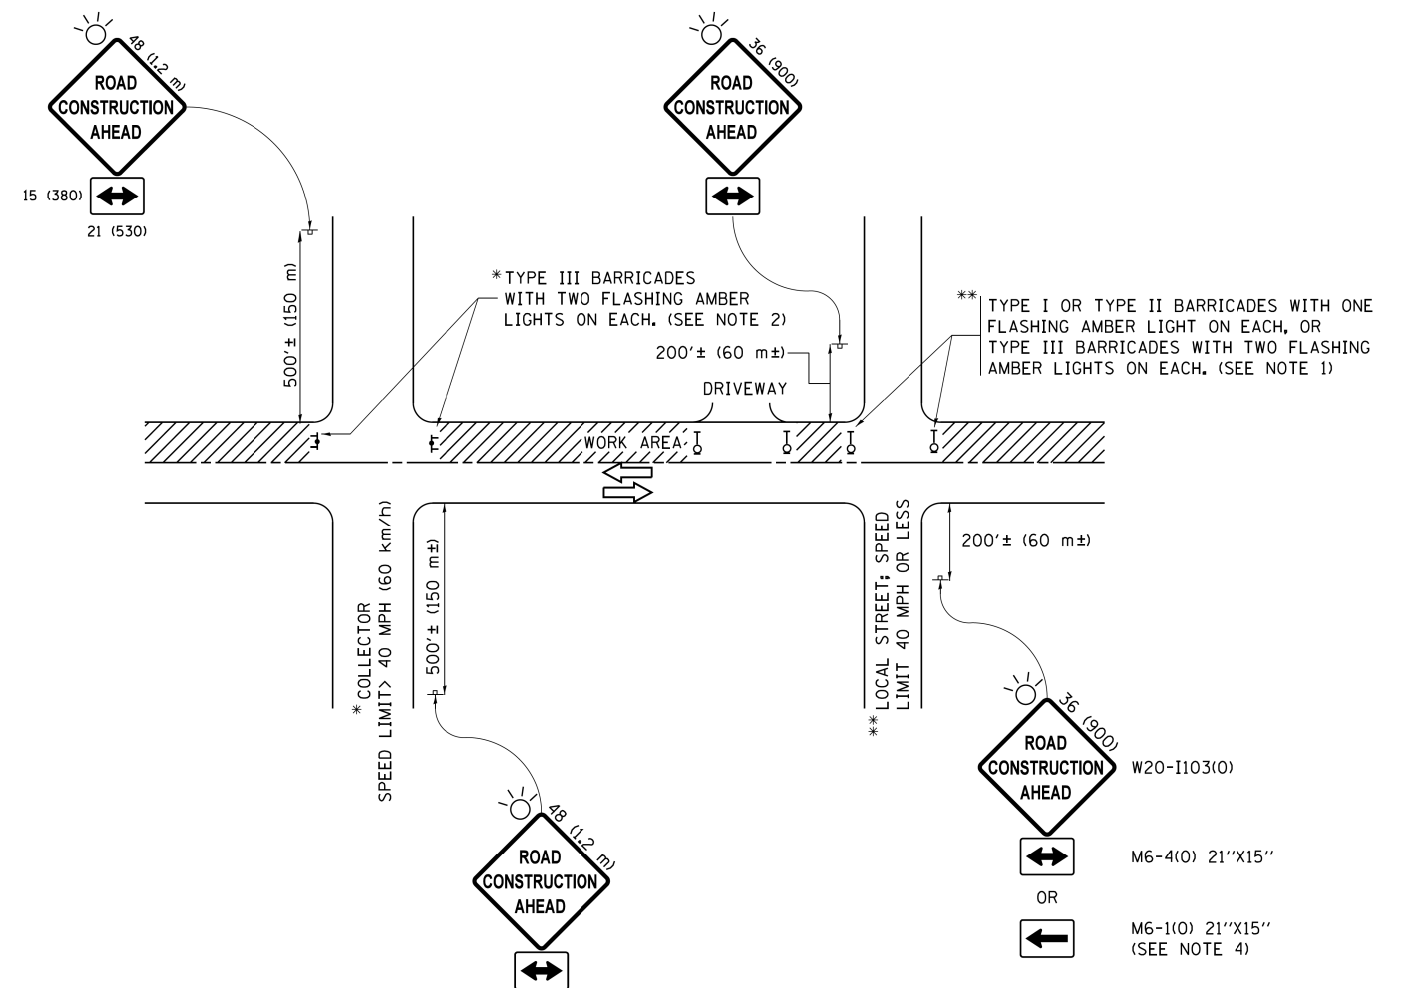 48 (1.2 m)
ROAD
CONSTRUCTION
AHEAD
15 (380)
21 (530)
500'± (150 m)
36 (900)
ROAD
CONSTRUCTION
AHEAD
*TYPE III BARRICADES
WITH TWO FLASHING AMBER
LIGHTS ON EACH. (SEE NOTE 2)
200'± (60 m±)
DRIVEWAY
** TYPE I OR TYPE II BARRICADES WITH ONE
FLASHING AMBER LIGHT ON EACH, OR
TYPE III BARRICADES WITH TWO FLASHING
AMBER LIGHTS ON EACH. (SEE NOTE 1)
WORK AREA
* COLLECTOR
SPEED LIMIT> 40 MPH (60 km/h)
500'± (150 m±)
** LOCAL STREET; SPEED
LIMIT 40 MPH OR LESS
200'± (60 m±)
48 (1.2 m)
ROAD
CONSTRUCTION
AHEAD
36 (900)
ROAD
CONSTRUCTION
AHEAD
W20-I103(O)
M6-4(O) 21''X15''
OR
M6-1(O) 21''X15''
(SEE NOTE 4)